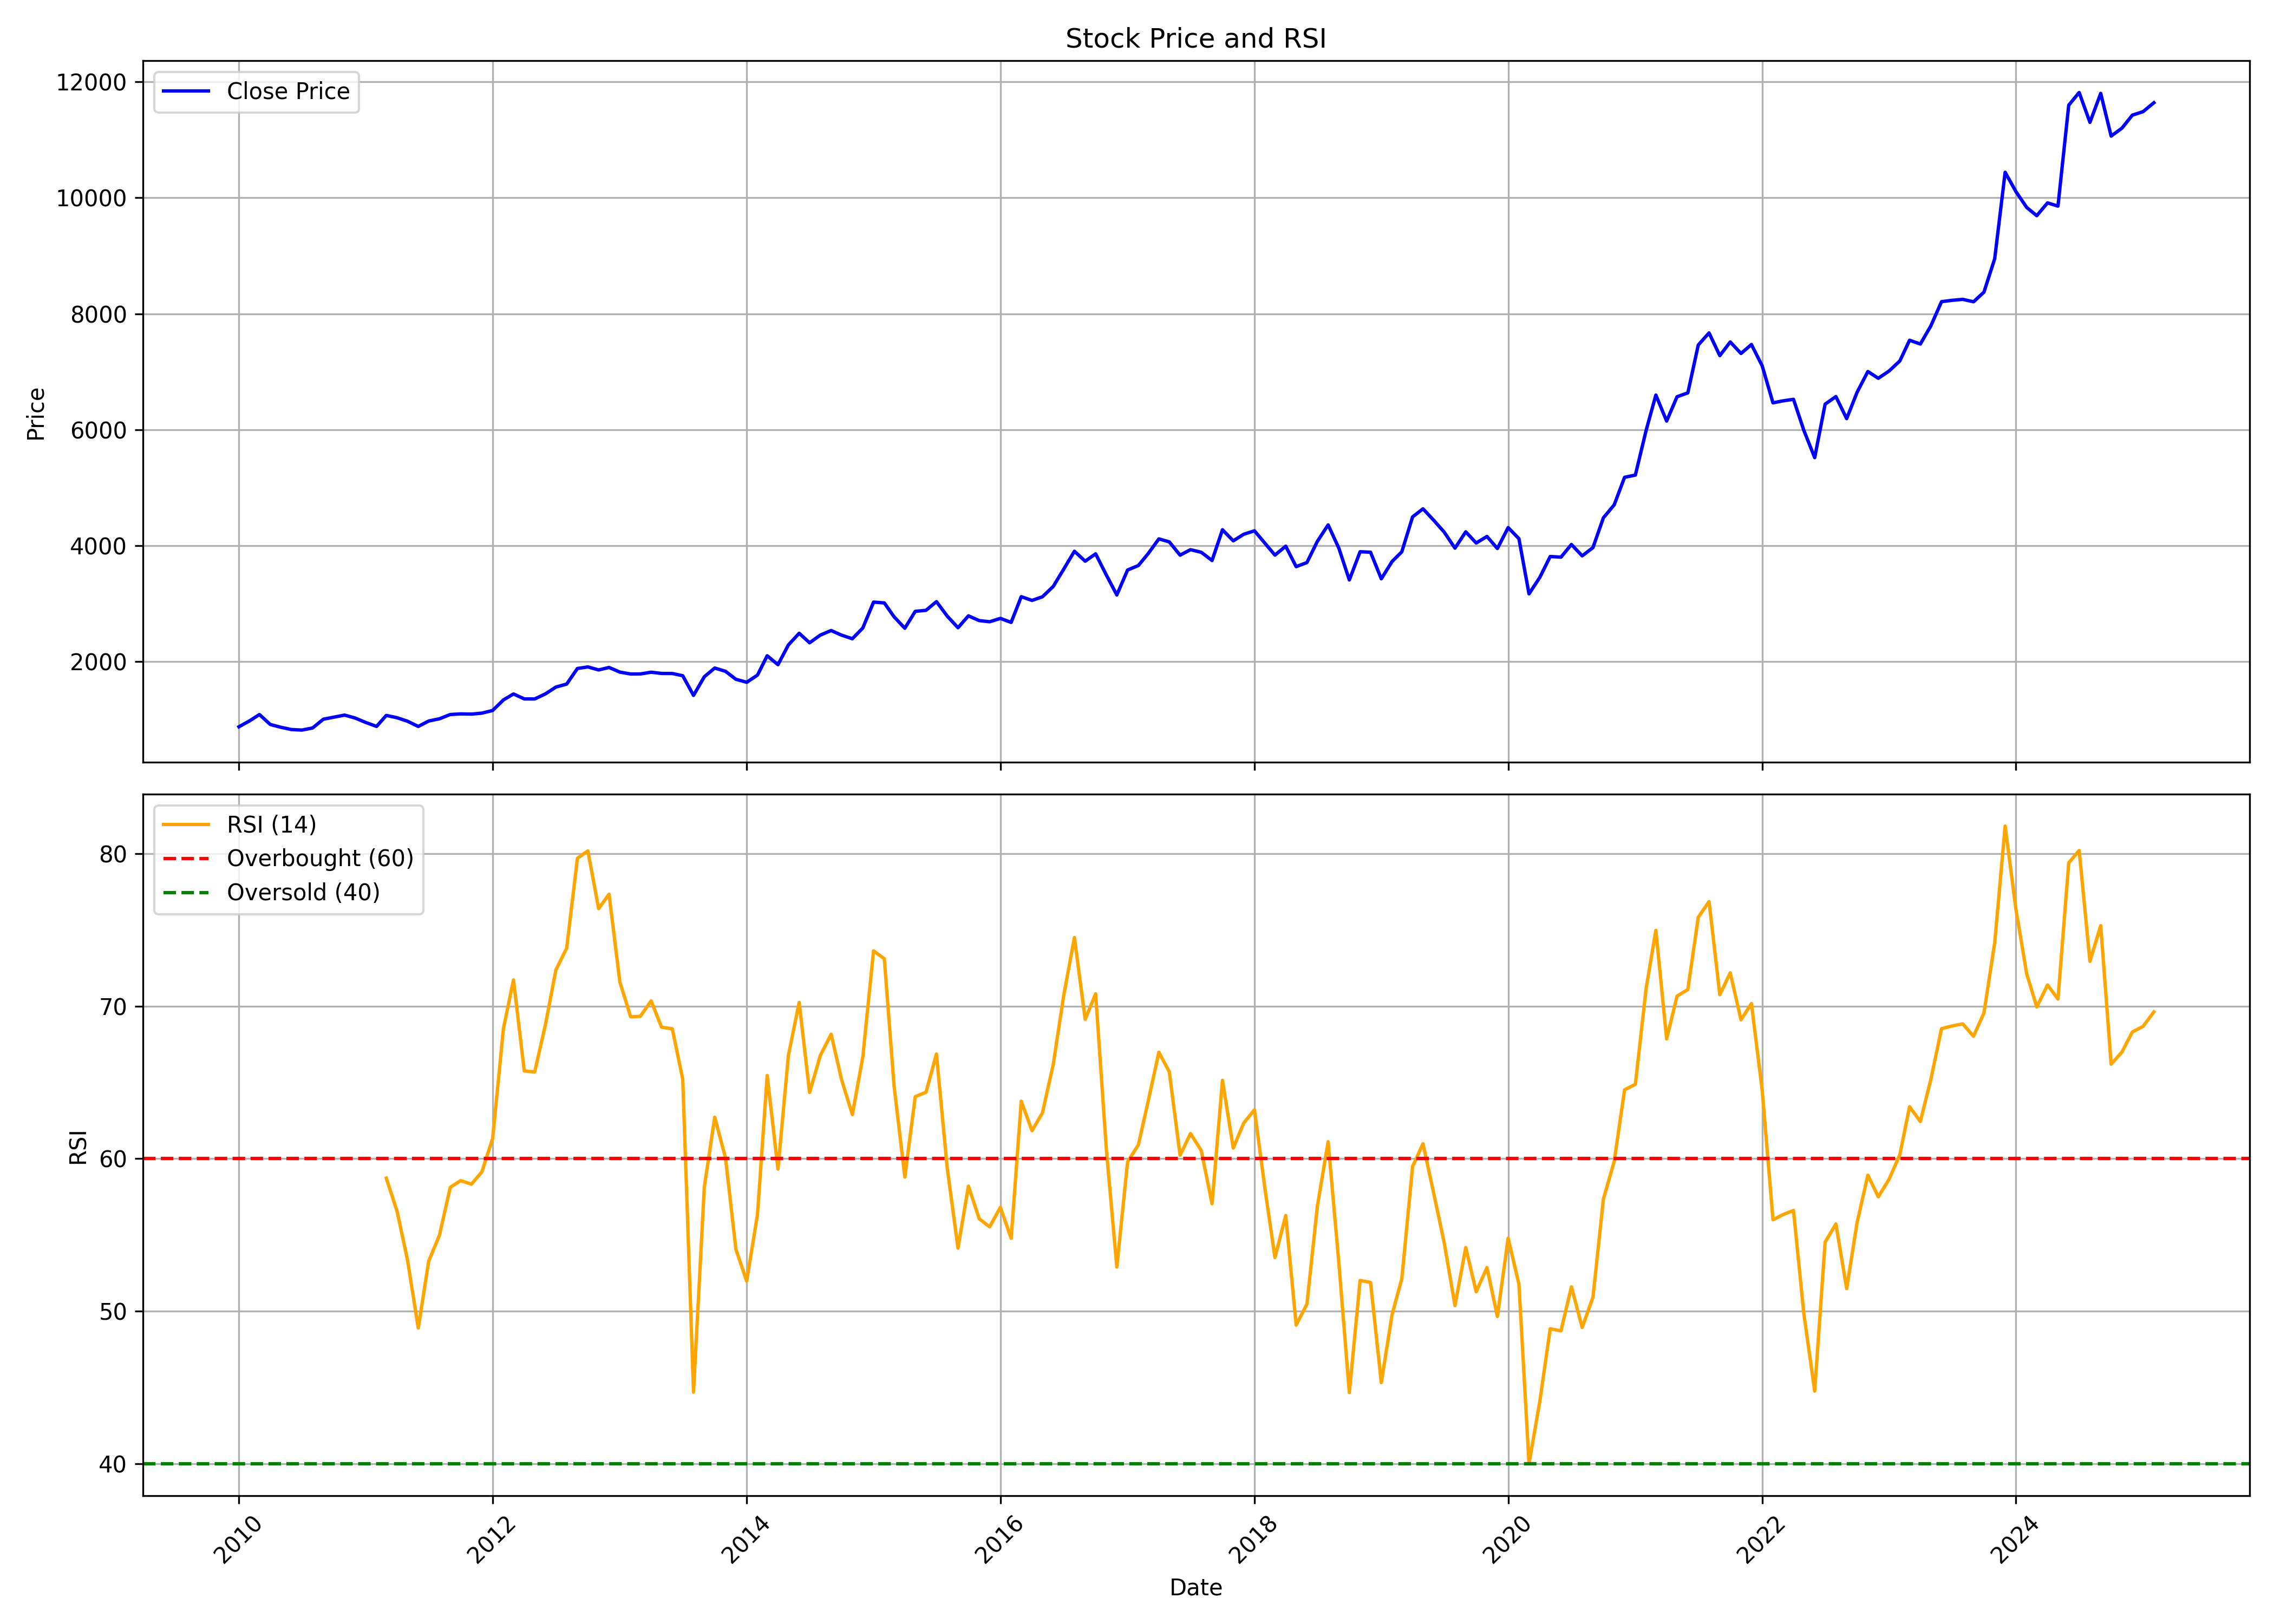 Stock Price and RSI
12000
10000
8000
6000
4000
2000
Price
Close Price
80
70
60
50
40
RSI
RSI (14)
Overbought (60)
Oversold (40)
2010
2012
2014
2016
2018
2020
2022
2024
Date